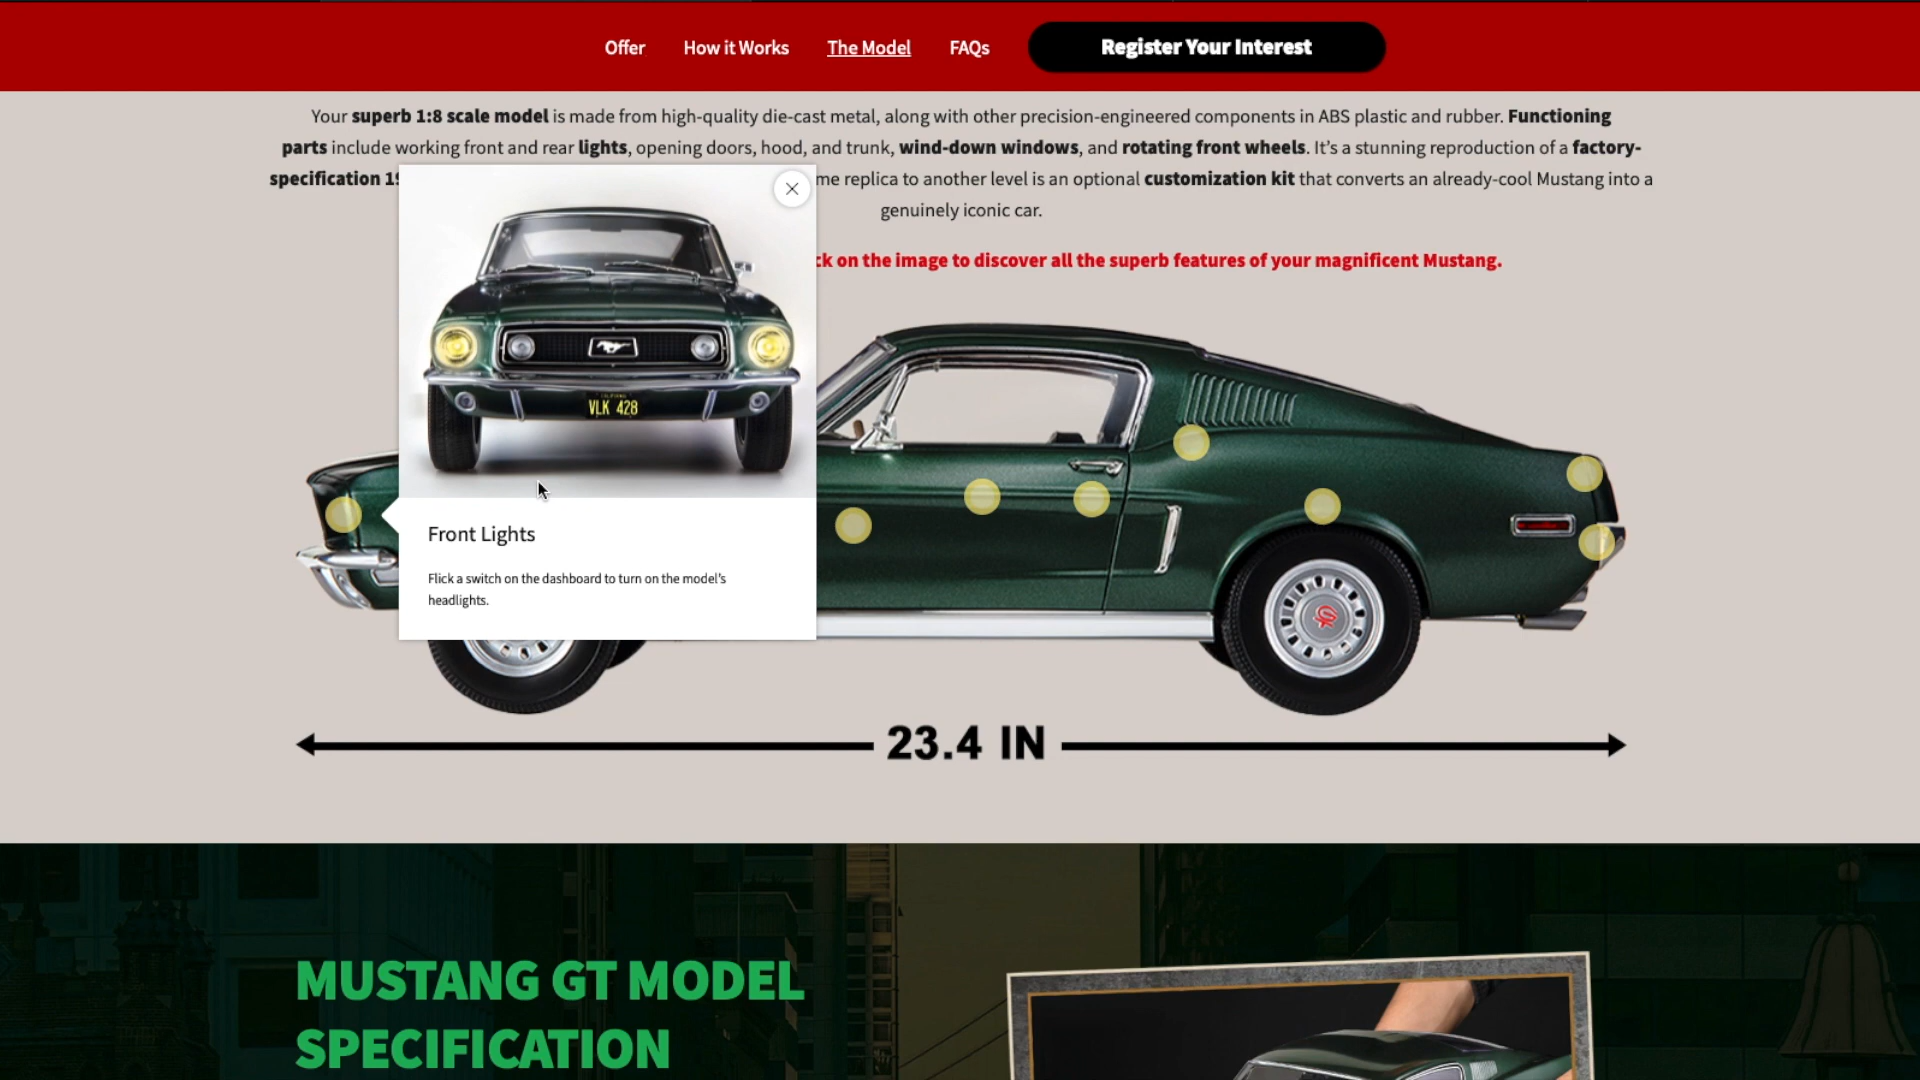 Offer How it Works The Model FAQs Register Your Interest
Your superb 1:8 scale model is made from high-quality die-cast metal, along with other precision-engineered components in ABS plastic and rubber. Functioning
parts include working front and rear lights, opening doors, hood, and trunk, wind-down windows, and rotating front wheels. It’s a stunning reproduction of a factory-
specification me replica to another level is an optional customization kit that converts an already-cool Mustang into a
genuinely iconic car.
on the image to discover all the superb features of your magnificent Mustang.
VLK 428
Front Lights
Flick a switch on the dashboard to turn on the model’s
headlights.
23.4 IN
MUSTANG GT MODEL
SPECIFICATION